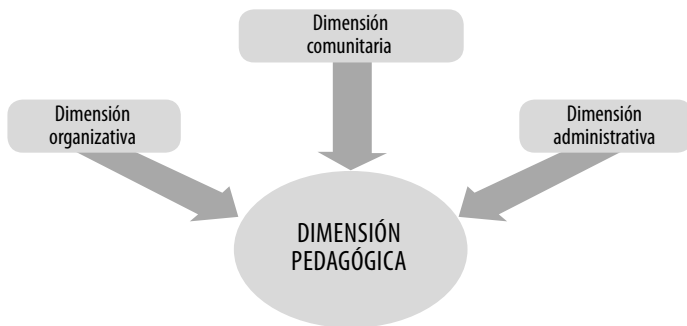 Dimensión
comunitaria
Dimensión
organizativa
Dimensión
administrativa
DIMENSIÓN
PEDAGÓGICA